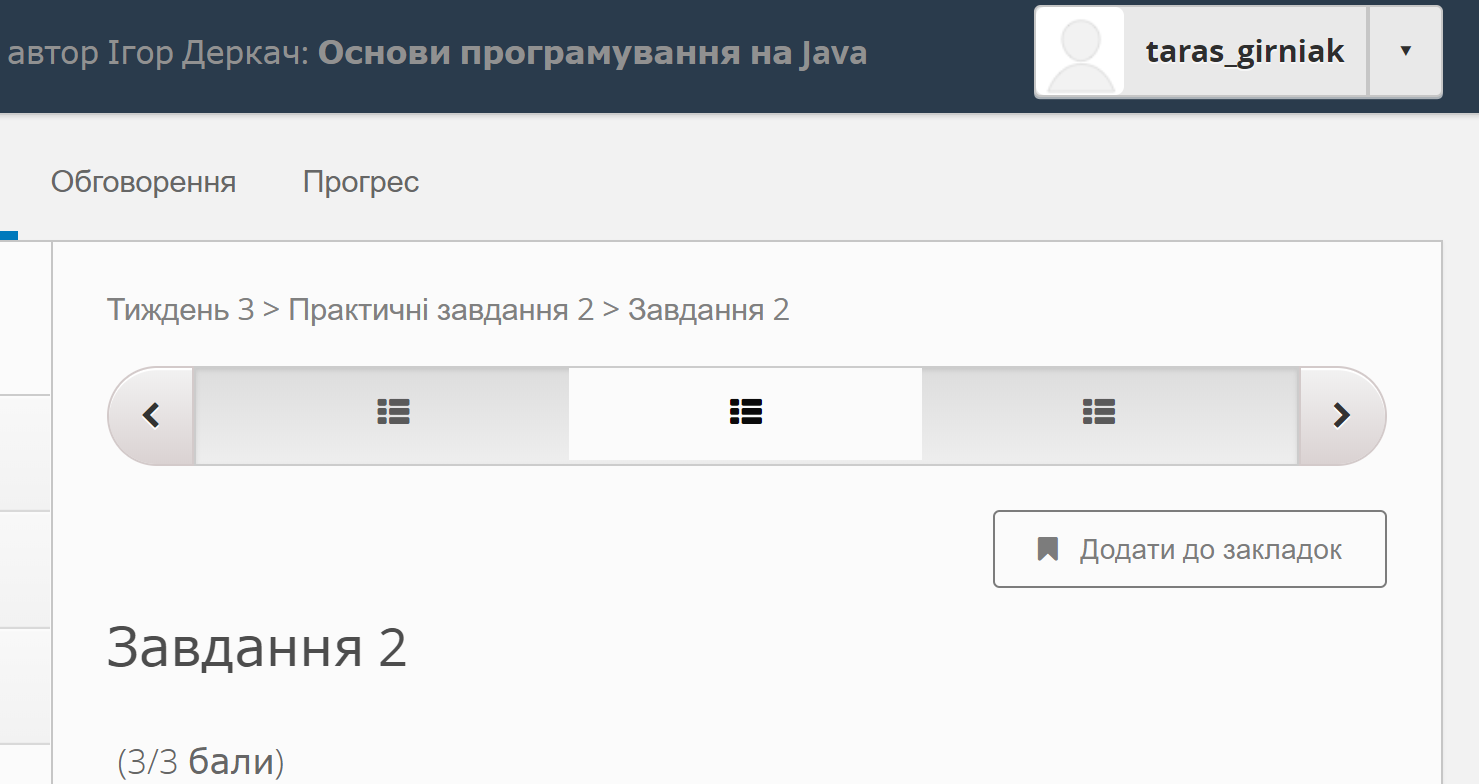 автор Ігор Деркач: Основи програмування на Java
taras_girniak
Обговорення Прогрес
Тиждень 3 > Практичні завдання 2 > Завдання 2
Додати до закладок
Завдання 2
(3/3 бали)